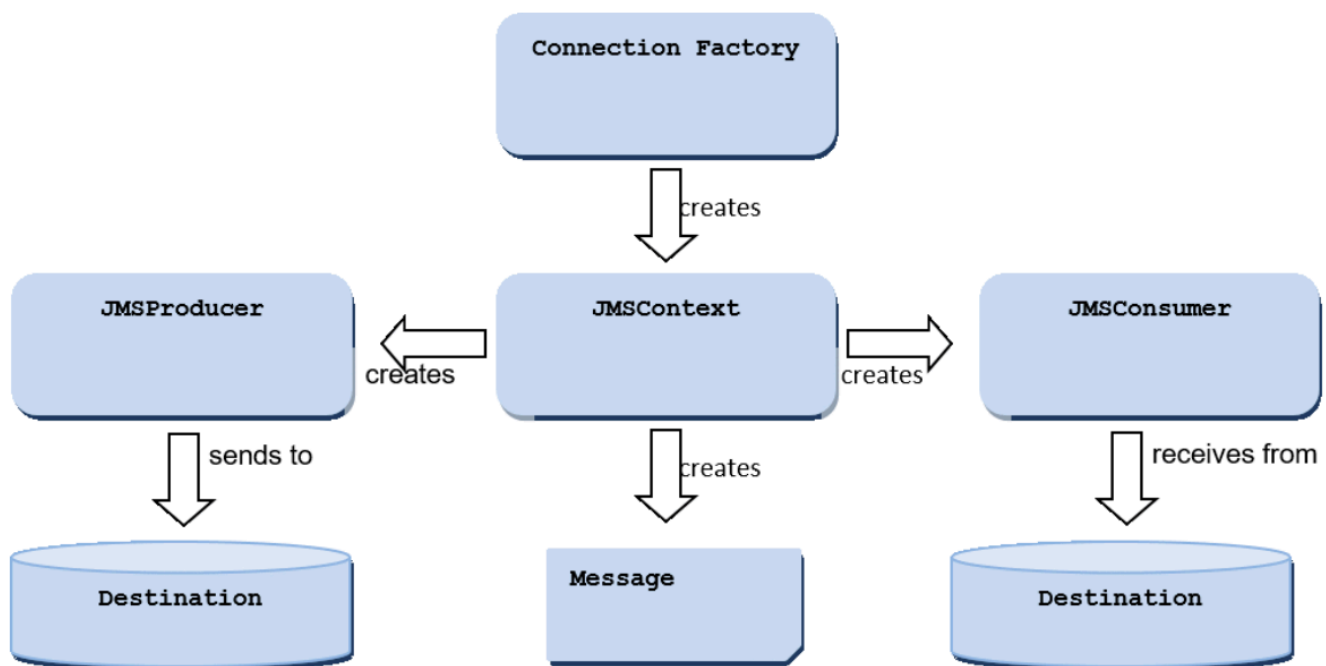 Connection Factory
creates
JMSProducer
JMSContext
JMSConsumer
creates
creates
sends to
creates
receives from
Destination
Message
Destination